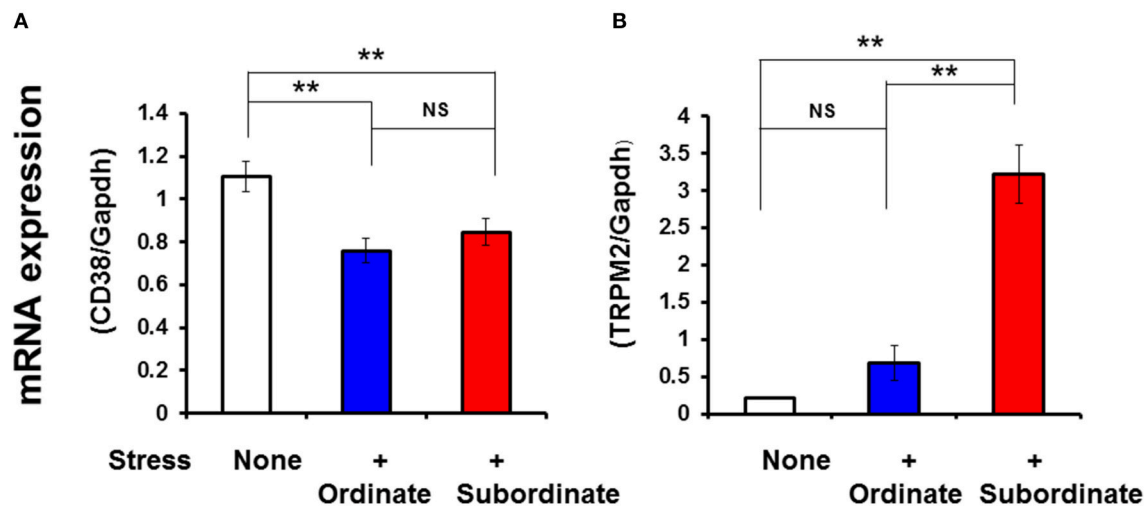 A
mRNA expression
(CD38/Gapdh)
**
**
NS
1.4
1.2
1
0.8
0.6
0.4
0.2
0
Stress None + +
Ordinate Subordinate
B
(TRPM2/Gapdh)
**
**
NS
4
3.5
3
2.5
2
1.5
1
0.5
0
None + +
Ordinate Subordinate